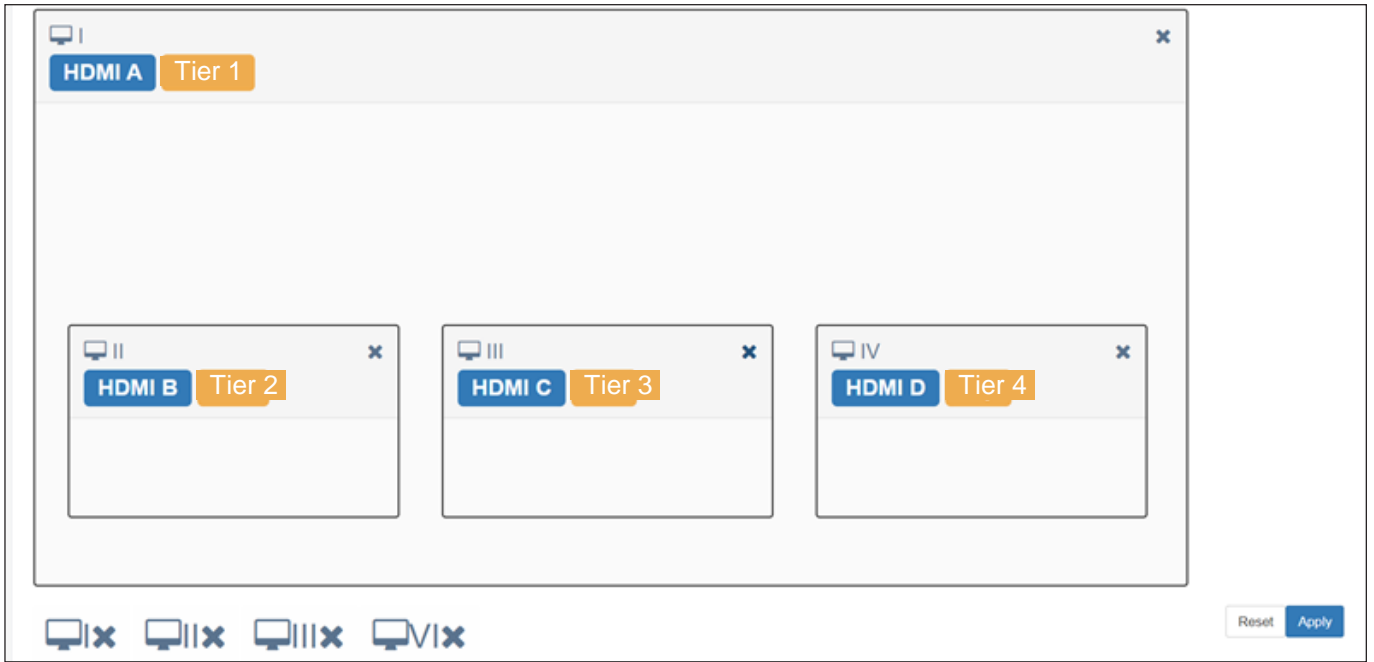 I
HDMI A Tier 1
II
HDMI B Tier 2
III
HDMI C Tier 3
IV
HDMI D Tier 4
I II III VI
Reset Apply